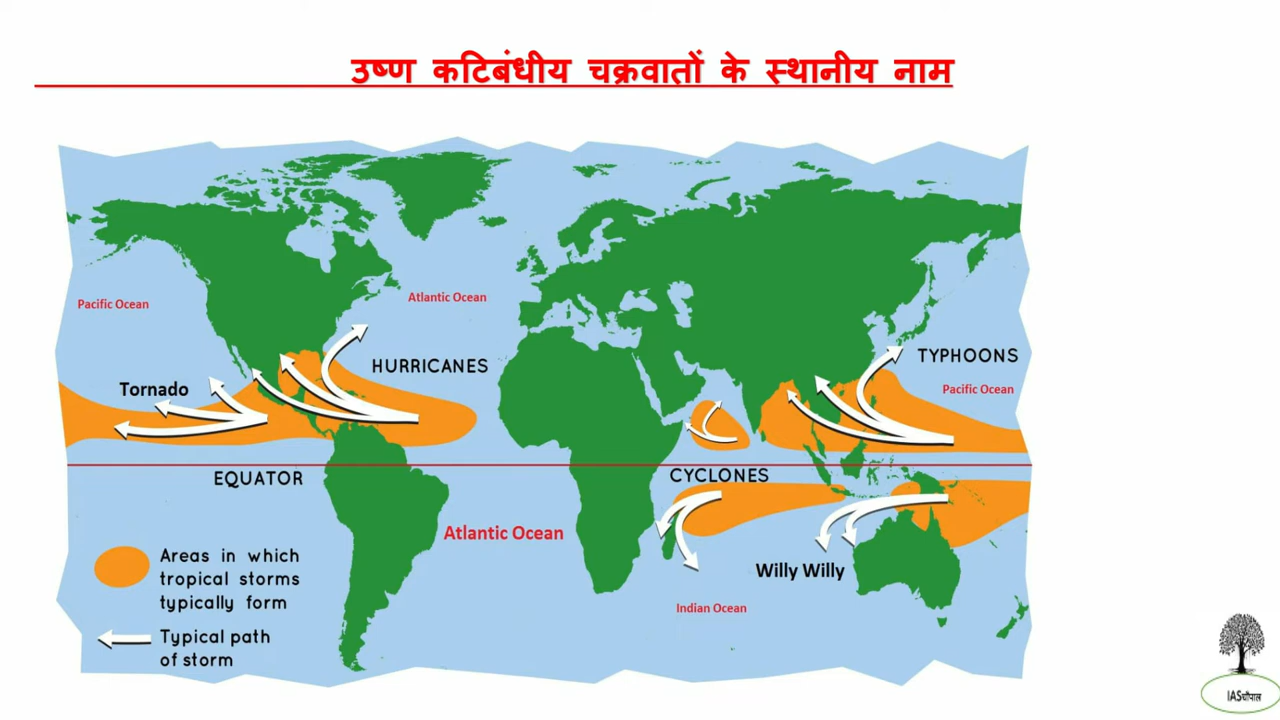 उष्ण कटिबंधीय चक्रवातों के स्थानीय नाम
Pacific Ocean
Atlantic Ocean
HURRICANES
TYPHOONS
Tornado
Pacific Ocean
EQUATOR
CYCLONES
Atlantic Ocean
Areas in which
tropical storms
typically form
Willy Willy
Indian Ocean
Typical path
of storm
IASचौपाल